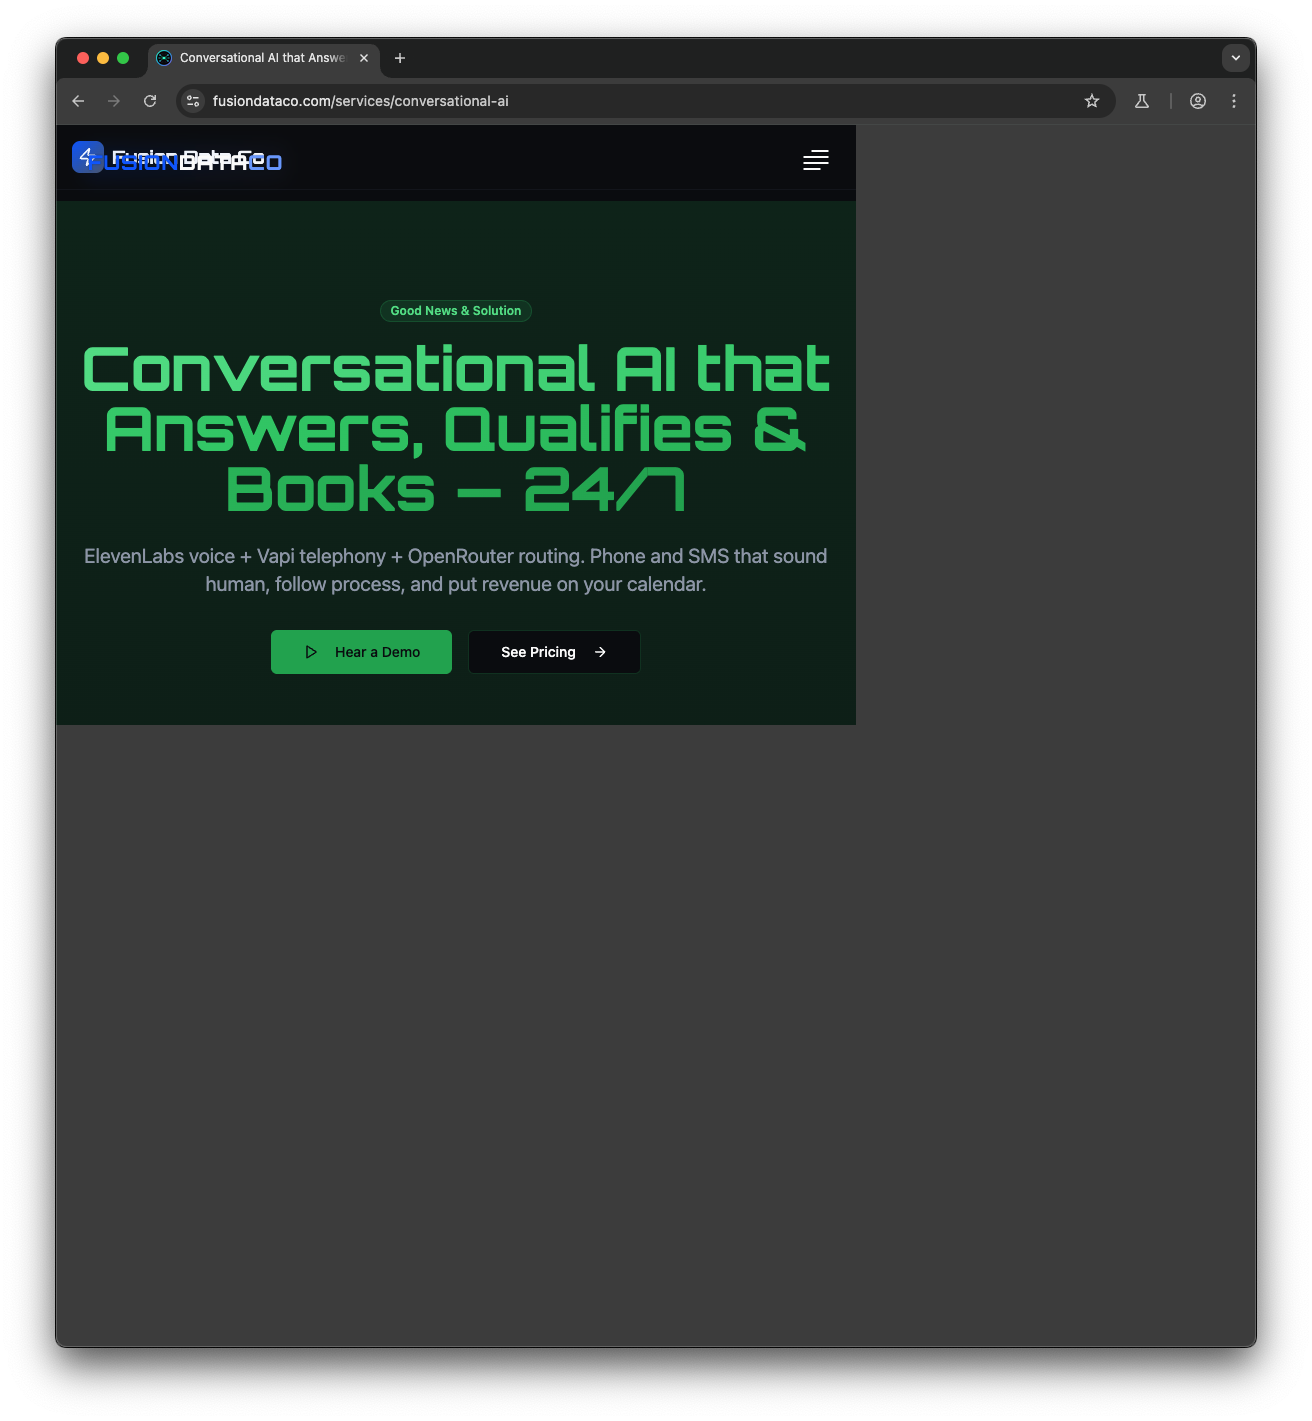 Conversational AI that Answe
fusiondataco.com/services/conversational-ai
Fusion Data Co
FUSIONDATACO
Good News & Solution
Conversational AI that
Answers, Qualifies &
Books — 24/7
ElevenLabs voice + Vapi telephony + OpenRouter routing. Phone and SMS that sound
human, follow process, and put revenue on your calendar.
Hear a Demo
See Pricing